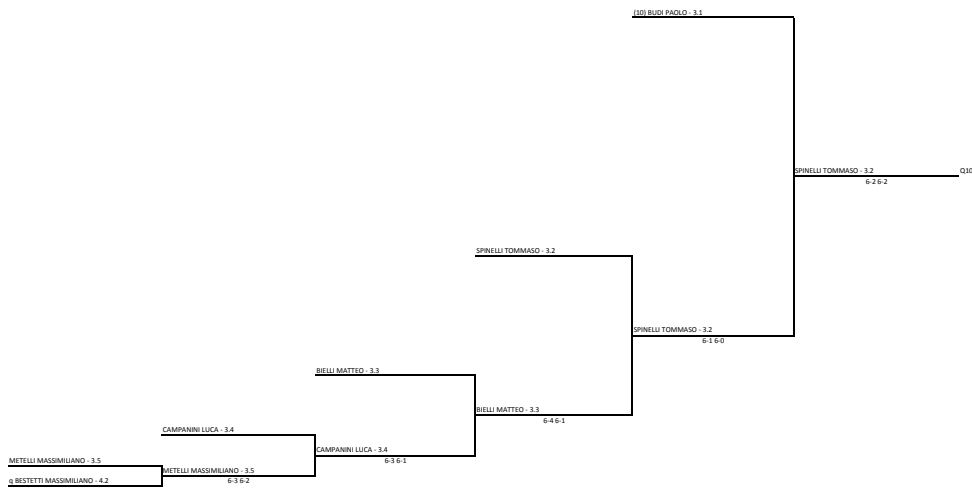 (10) BUDI PAOLO - 3.1
SPINELLI TOMMASO - 3.2
Q10
6-2 6-2
SPINELLI TOMMASO - 3.2
SPINELLI TOMMASO - 3.2
6-1 6-0
BIELLI MATTEO - 3.3
BIELLI MATTEO - 3.3
6-4 6-1
CAMPANINI LUCA - 3.4
CAMPANINI LUCA - 3.4
6-3 6-1
METELLI MASSIMILIANO - 3.5
METELLI MASSIMILIANO - 3.5
6-3 6-2
q BESTETTI MASSIMILIANO - 4.2